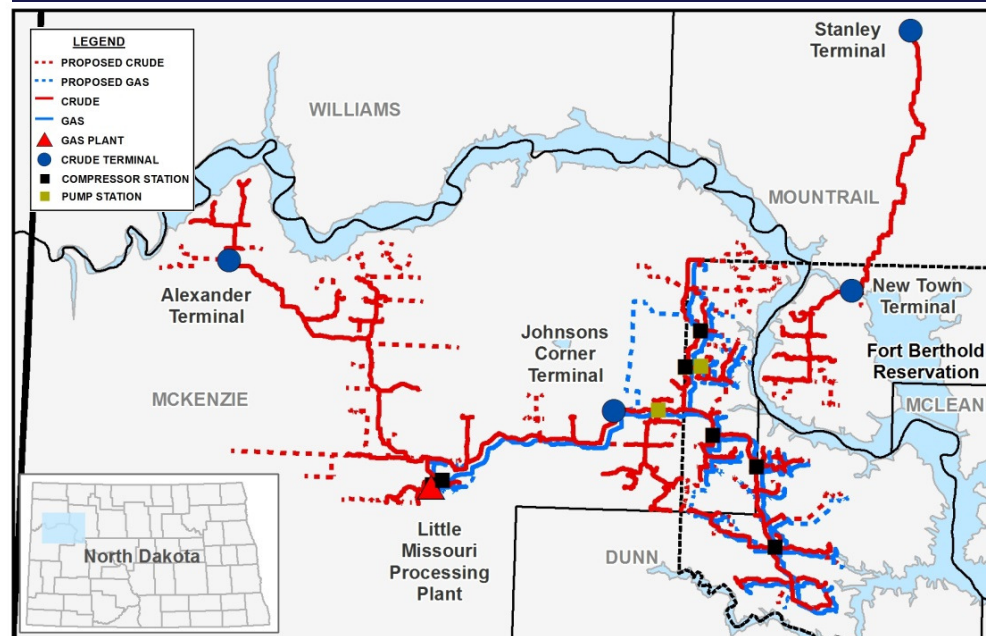 LEGEND
PROPOSED CRUDE
PROPOSED GAS
CRUDE
GAS
GAS PLANT
CRUDE TERMINAL
COMPRESSOR STATION
PUMP STATION
Stanley
Terminal
WILLIAMS
MOUNTRAIL
Alexander
Terminal
New Town
Terminal
Johnsons
Corner
Terminal
Fort Berthold
Reservation
MCKENZIE
MCLEAN
Little
Missouri
Processing
Plant
DUNN
North Dakota